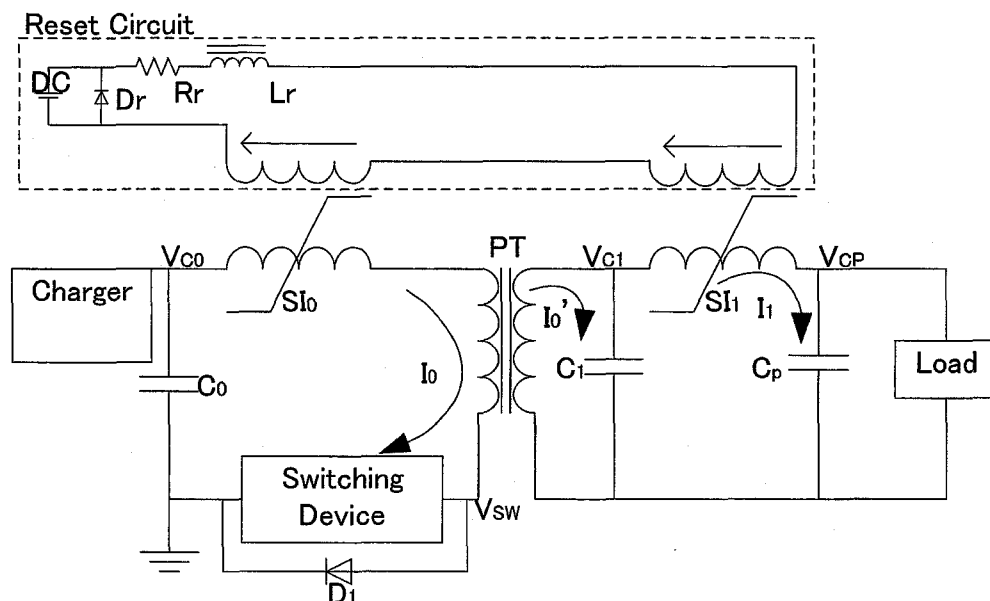 Reset Circuit
DC
Dr
Rr
Lr
VC0
SI0
PT
VC1
SI1
VCP
Charger
I0
I0'
I1
C0
C1
Cp
Load
Switching
Device
VSW
D1